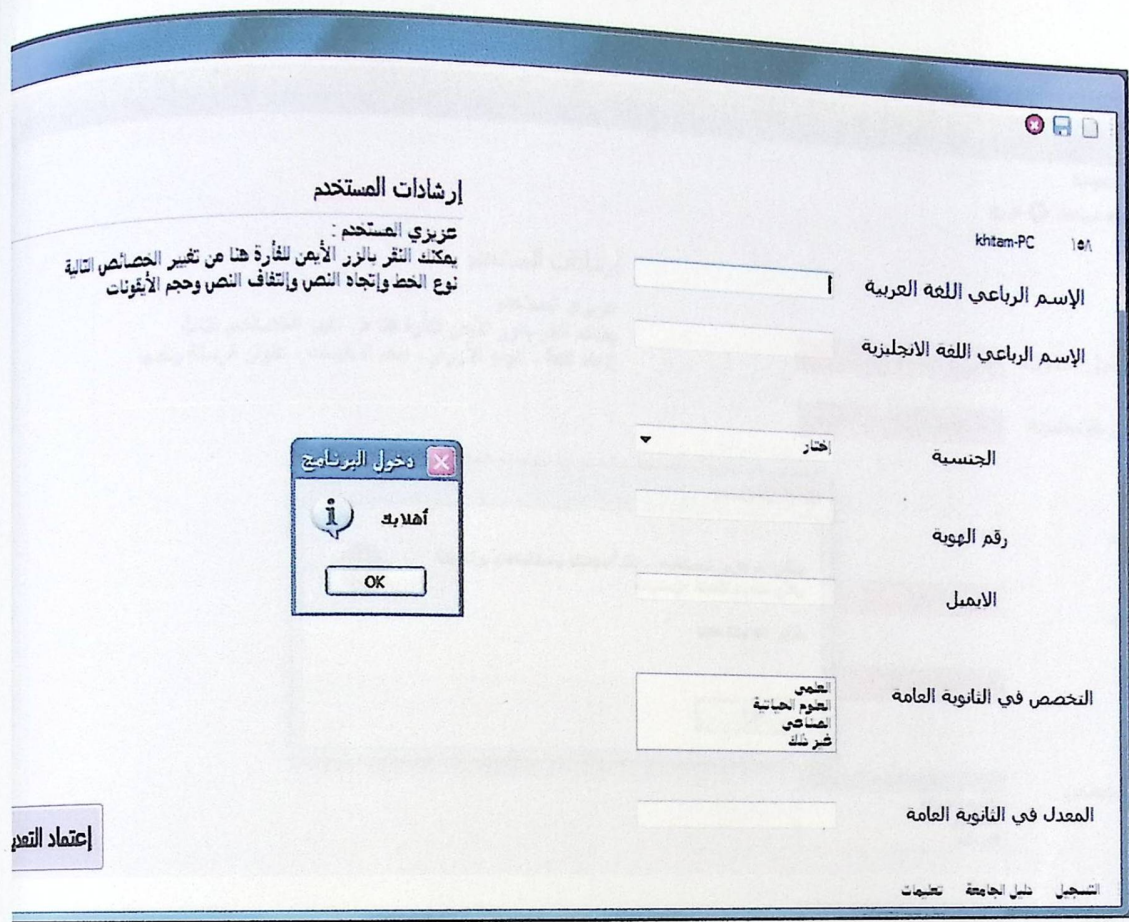 ١٥٨ khtam-PC
الإسم الرباعي اللغة العربية
الإسم الرباعي اللغة الانجليزية
الجنسية
إختار
رقم الهوية
الايميل
التخصص في الثانوية العامة
العلمي
العلوم الحياتية
الصناعي
غير ذلك
المعدل في الثانوية العامة
إرشادات المستخدم
عزيزي المستخدم :
يمكنك النقر بالزر الأيمن للفأرة هنا من تغيير الخصائص التالية
نوع الخط وإتجاه النص وإلتفاف النص وحجم الأيقونات
دخول البرنامج
أهلابك
OK
إعتماد التعدي
التسجيل دليل الجامعة تعليمات